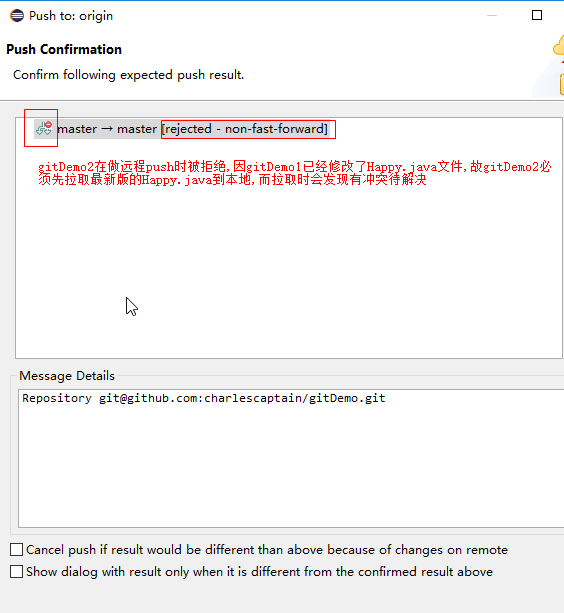 Push to: origin
Push Confirmation
Confirm following expected push result.
master → master [rejected - non-fast-forward]
gitDemo2在做远程push时被拒绝,因gitDemo1已经修改了Happy.java文件,故gitDemo2必
须先拉取最新版的Happy.java到本地,而拉取时会发现有冲突待解决
Message Details
Repository git@github.com:charlescaptain/gitDemo.git
Cancel push if result would be different than above because of changes on remote
Show dialog with result only when it is different from the confirmed result above